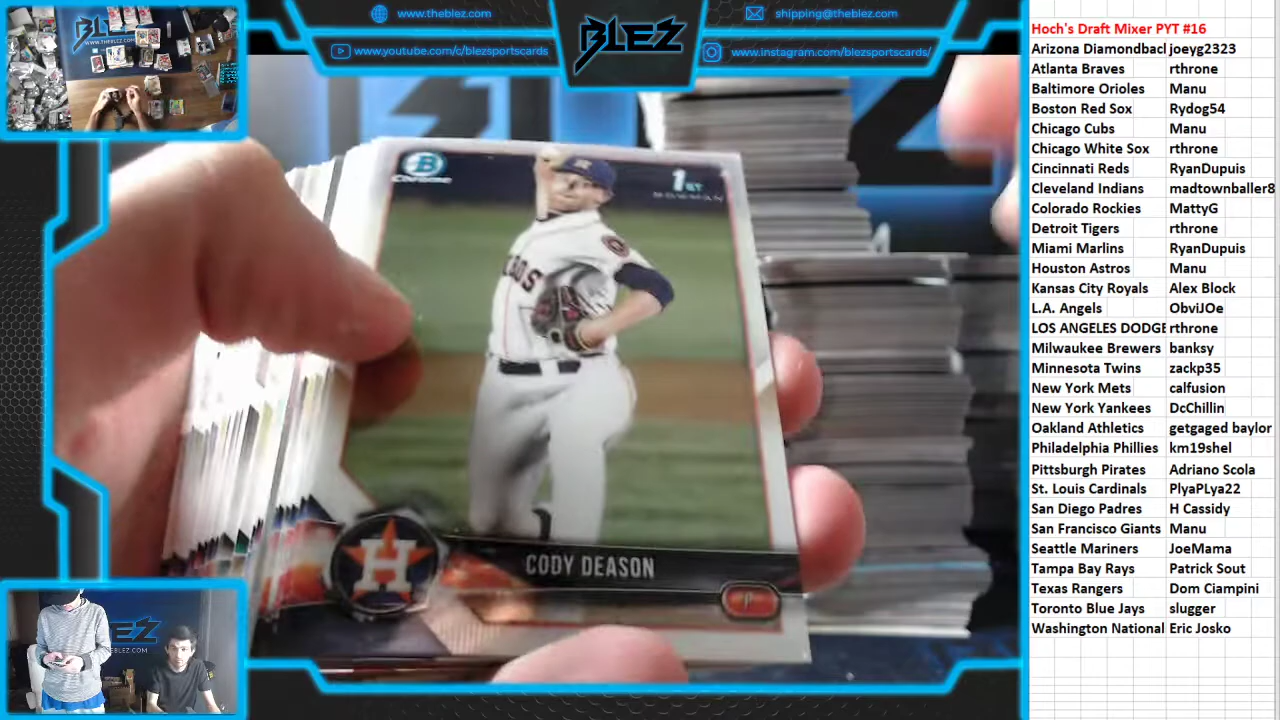 www.theblez.com
shipping@theblez.com
www.youtube.com/c/blezsportscards
BLEZ
www.instagram.com/blezsportscards/
B
Chrome
1ST
BOWMAN
H
CODY DEASON
P
Hoch's Draft Mixer PYT #16
Arizona Diamondbacl joeyg2323
Atlanta Braves rthrone
Baltimore Orioles Manu
Boston Red Sox Rydog54
Chicago Cubs Manu
Chicago White Sox rthrone
Cincinnati Reds RyanDupuis
Cleveland Indians madtownballer8
Colorado Rockies MattyG
Detroit Tigers rthrone
Miami Marlins RyanDupuis
Houston Astros Manu
Kansas City Royals Alex Block
L.A. Angels ObviJOe
LOS ANGELES DODGE rthrone
Milwaukee Brewers banksy
Minnesota Twins zackp35
New York Mets calfusion
New York Yankees DcChillin
Oakland Athletics getgaged baylor
Philadelphia Phillies km19shel
Pittsburgh Pirates Adriano Scola
St. Louis Cardinals PlyaPLya22
San Diego Padres H Cassidy
San Francisco Giants Manu
Seattle Mariners JoeMama
Tampa Bay Rays Patrick Sout
Texas Rangers Dom Ciampini
Toronto Blue Jays slugger
Washington National Eric Josko